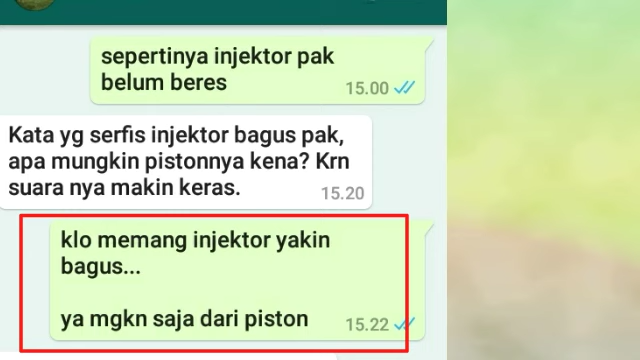 sepertinya injektor pak
belum beres
15.00
Kata yg serfis injektor bagus pak,
apa mungkin pistonnya kena? Krn
suara nya makin keras.
15.20
klo memang injektor yakin
bagus...
ya mgkn saja dari piston
15.22